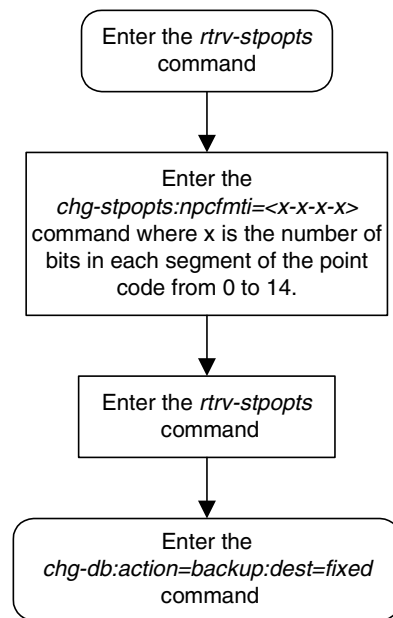 Enter the rtrv-stpopts
command
Enter the
chg-stpopts:npcfmti=<x-x-x-x>
command where x is the number of
bits in each segment of the point
code from 0 to 14.
Enter the rtrv-stpopts
command
Enter the
chg-db:action=backup:dest=fixed
command